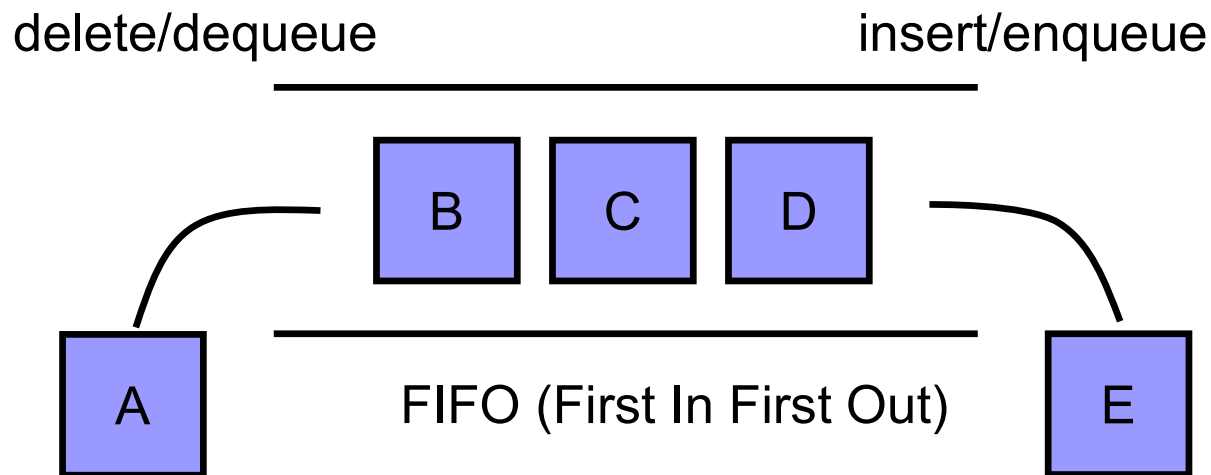 delete/dequeue insert/enqueue
B C D
A FIFO (First In First Out) E